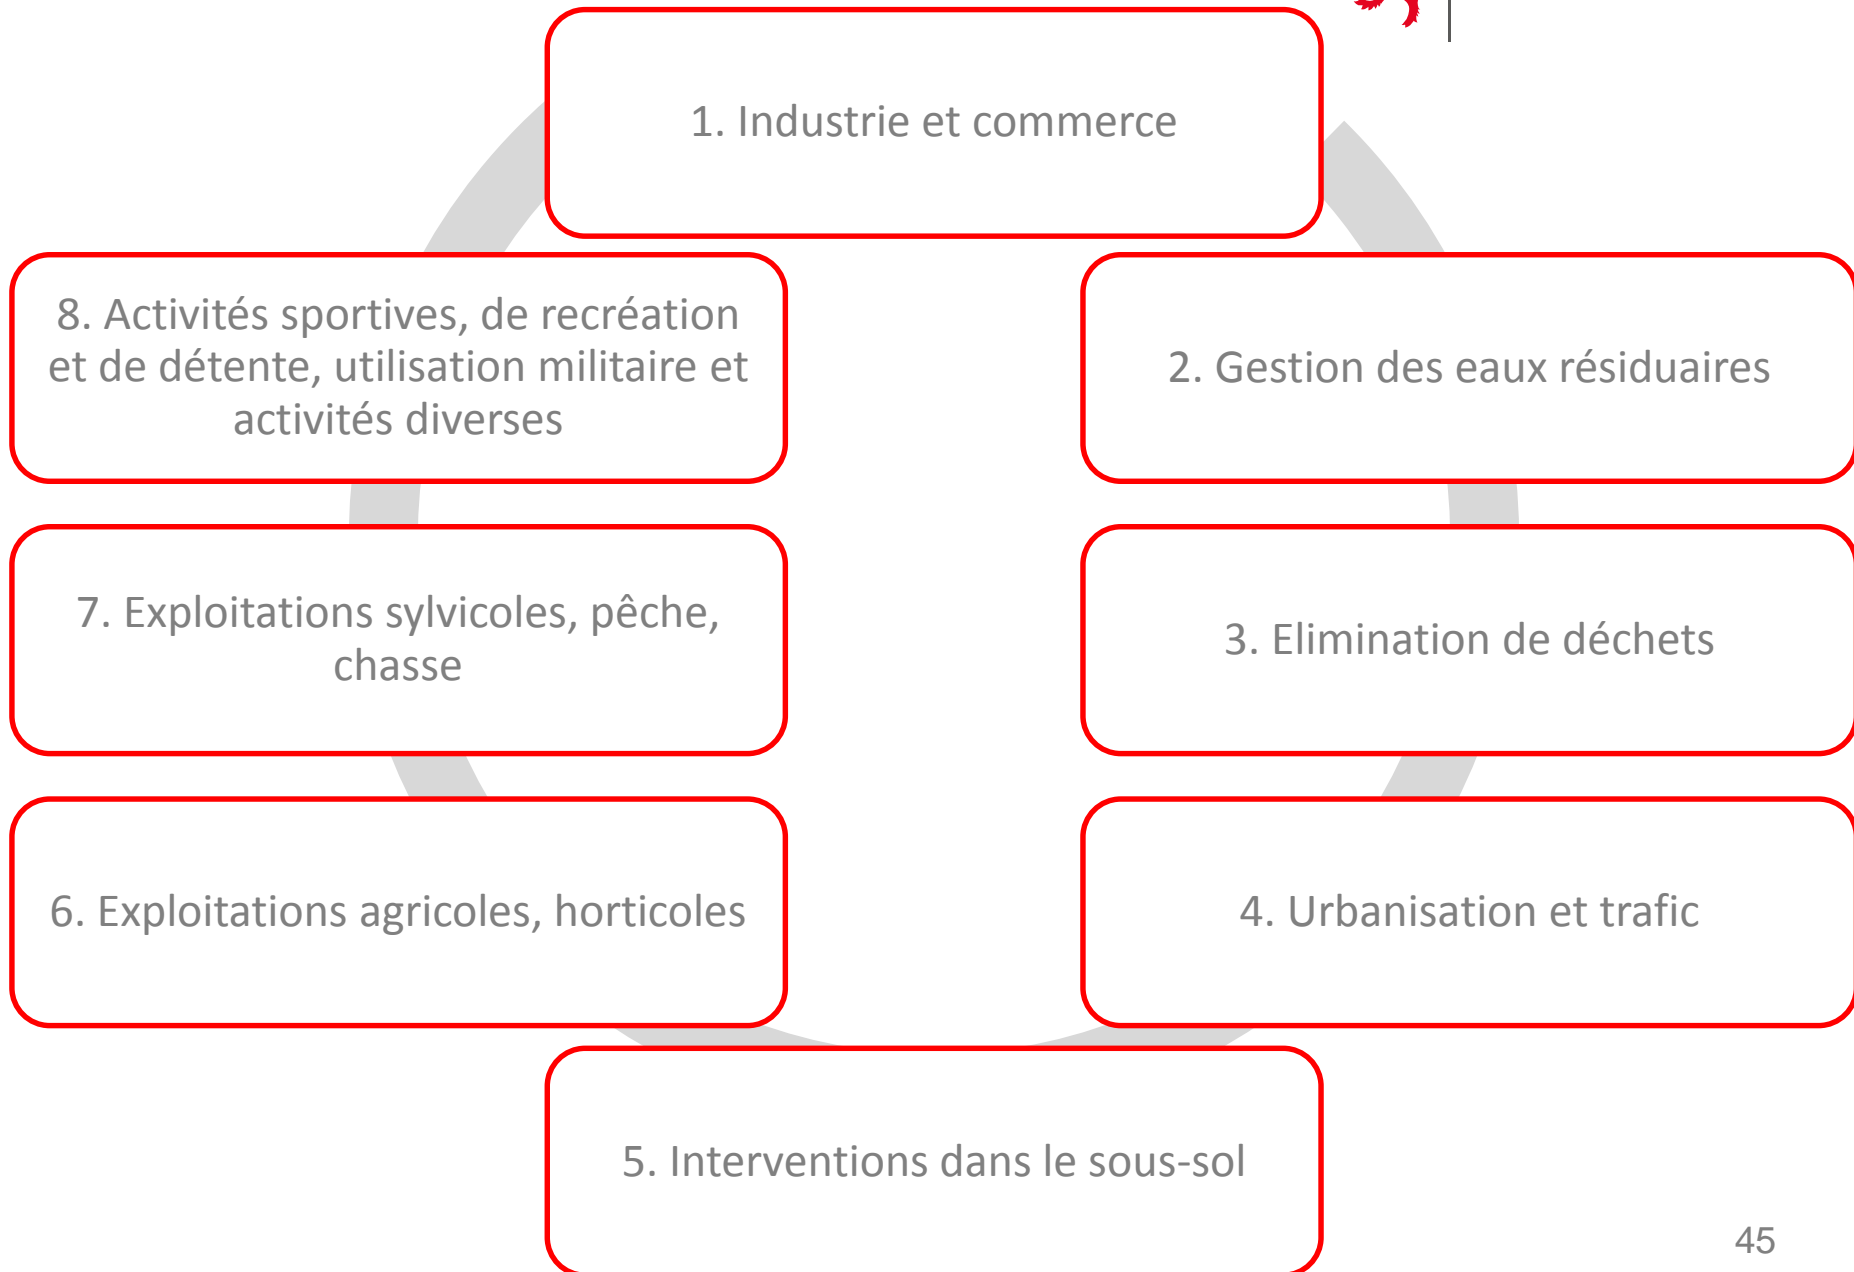 1. Industrie et commerce
2. Gestion des eaux résiduaires
3. Elimination de déchets
4. Urbanisation et trafic
5. Interventions dans le sous-sol
6. Exploitations agricoles, horticoles
7. Exploitations sylvicoles, pêche,
chasse
8. Activités sportives, de recréation
et de détente, utilisation militaire et
activités diverses
45